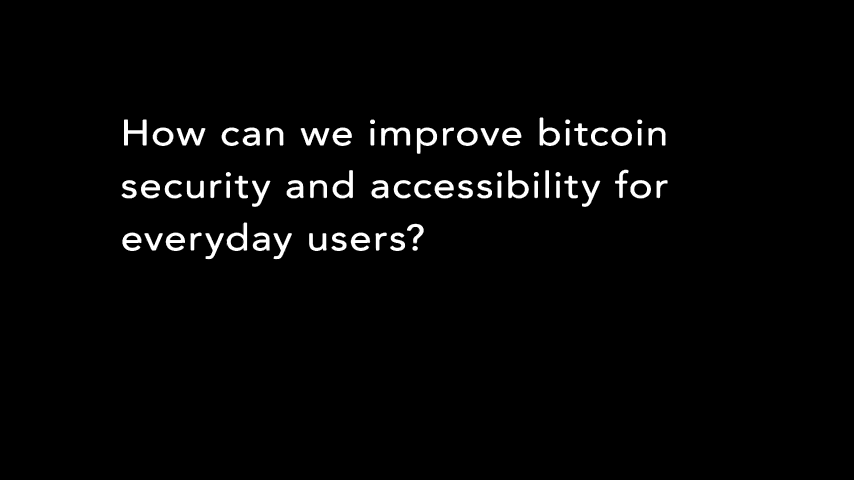 How can we improve bitcoin
security and accessibility for
everyday users?